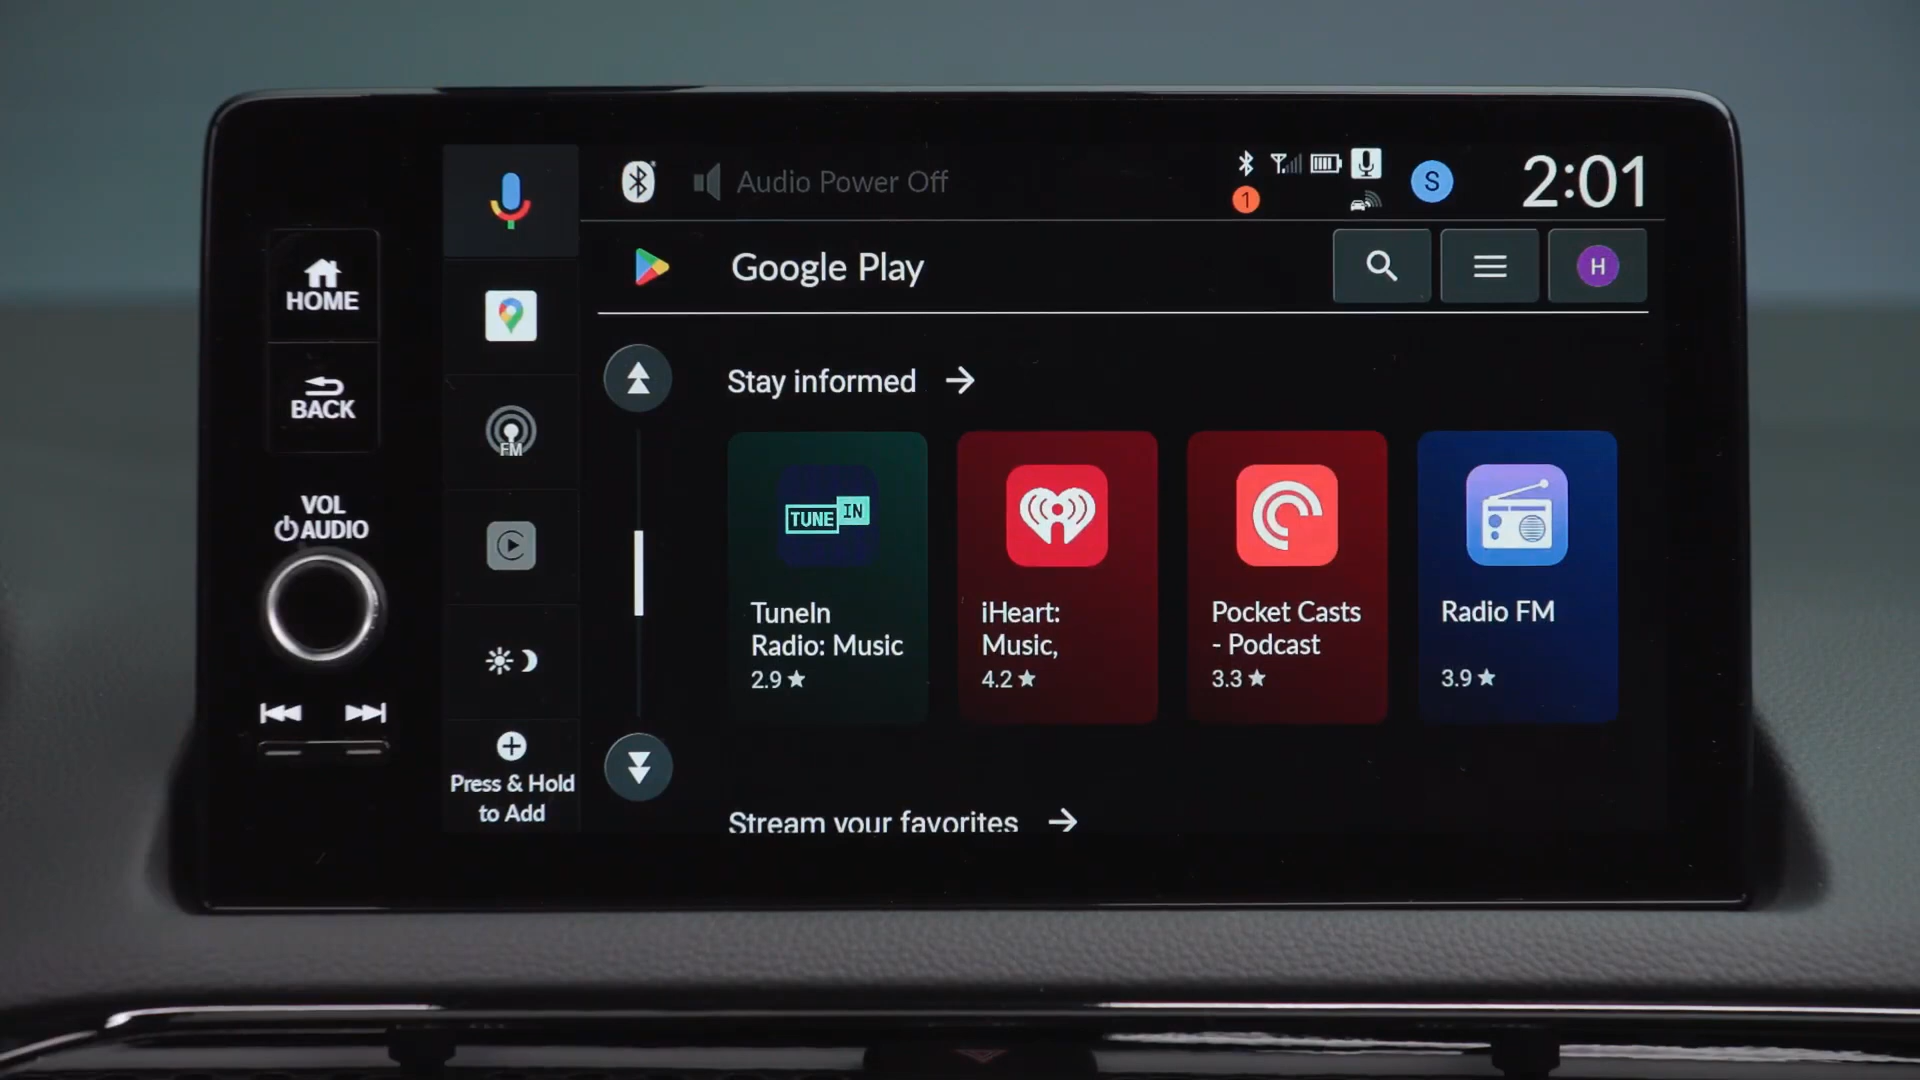 Audio Power Off
1
S
2:01
HOME
BACK
VOL
AUDIO
FM
Press & Hold
to Add
Google Play
H
Stay informed
TUNE IN
TuneIn
Radio: Music
2.9 ★
iHeart:
Music,
4.2 ★
Pocket Casts
- Podcast
3.3 ★
Radio FM
3.9 ★
Stream your favorites